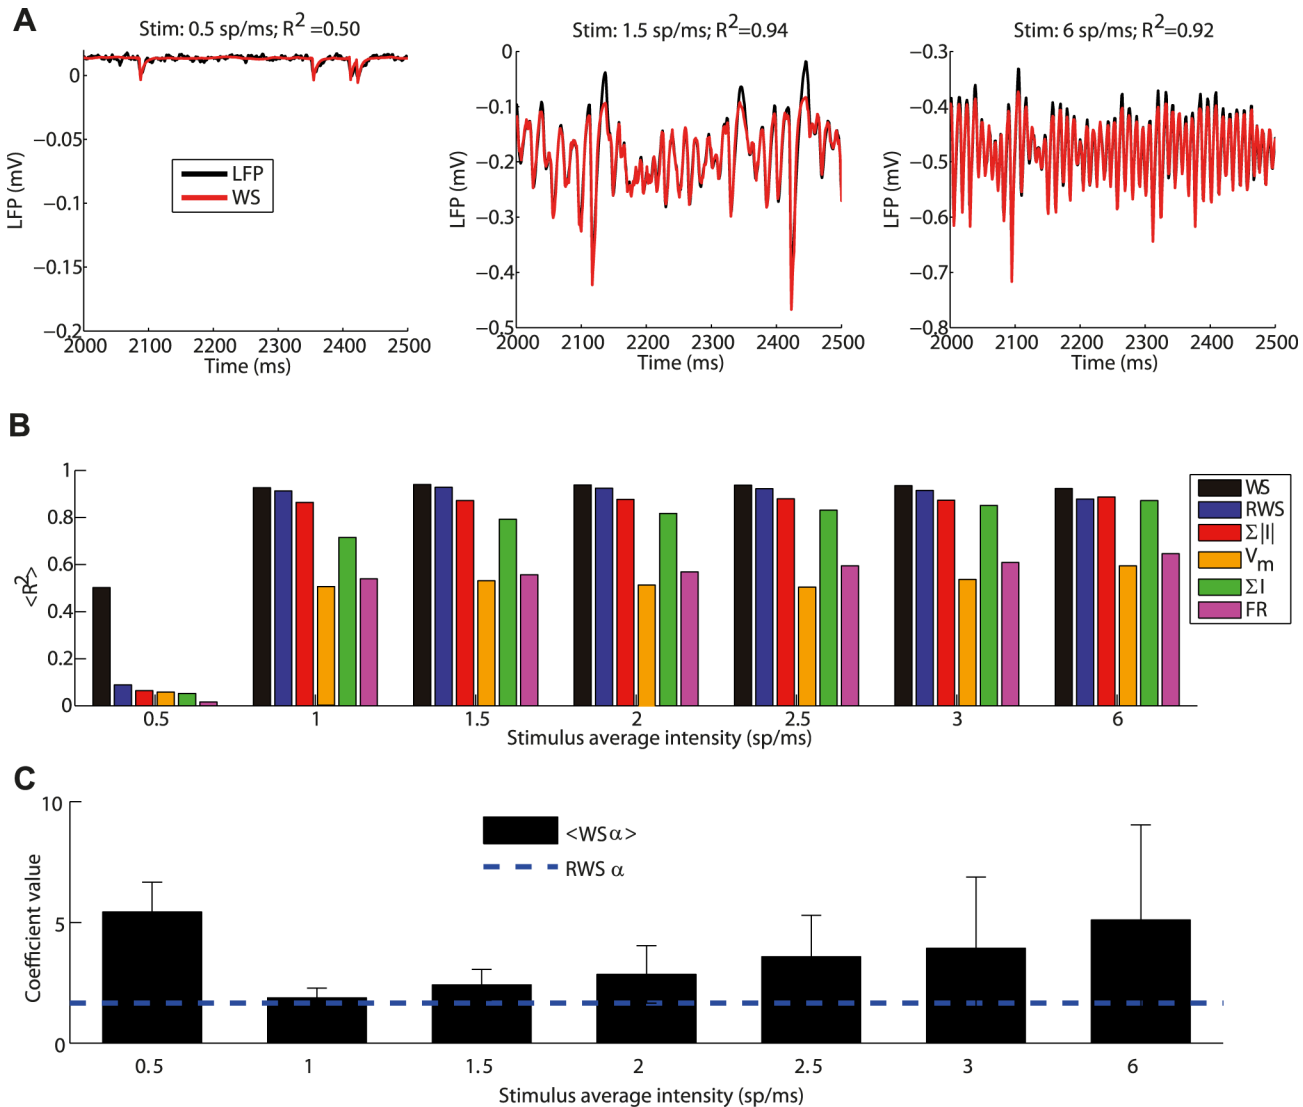 A
Stim: 0.5 sp/ms; R2 =0.50
Stim: 1.5 sp/ms; R2=0.94
Stim: 6 sp/ms; R2=0.92
LFP (mV)
0
−0.05
−0.1
−0.15
−0.2
LFP
WS
2000 2100 2200 2300 2400 2500
Time (ms)
LFP (mV)
0
−0.1
−0.2
−0.3
−0.4
−0.5
2000 2100 2200 2300 2400 2500
Time (ms)
LFP (mV)
−0.3
−0.4
−0.5
−0.6
−0.7
−0.8
2000 2100 2200 2300 2400 2500
Time (ms)
B
<R2>
1
0.8
0.6
0.4
0.2
0
WS
RWS
Σ|I|
Vm
ΣI
FR
0.5 1 1.5 2 2.5 3 6
Stimulus average intensity (sp/ms)
C
Coefficient value
10
5
0
<WS α>
RWS α
0.5 1 1.5 2 2.5 3 6
Stimulus average intensity (sp/ms)